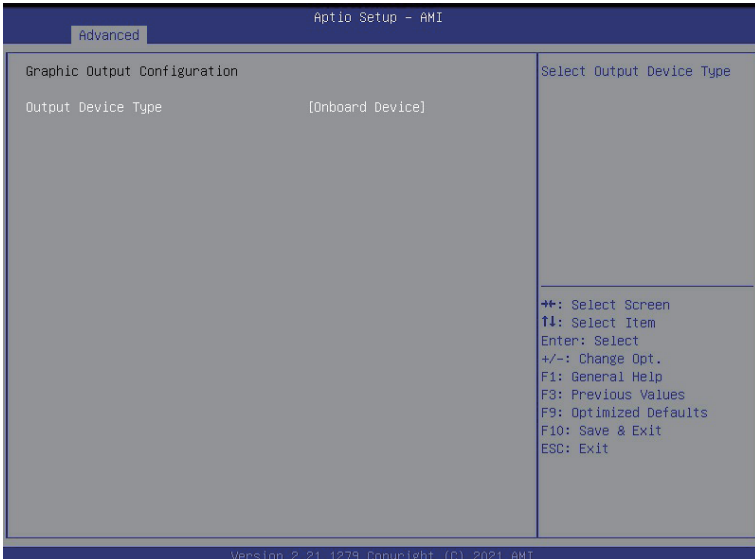 Aptio Setup – AMI
Advanced
Graphic Output Configuration
Output Device Type [Onboard Device]
Select Output Device Type
→←: Select Screen
↑↓: Select Item
Enter: Select
+/-: Change Opt.
F1: General Help
F3: Previous Values
F9: Optimized Defaults
F10: Save & Exit
ESC: Exit
Version 2.21.1279 Copyright (C) 2021 AMI